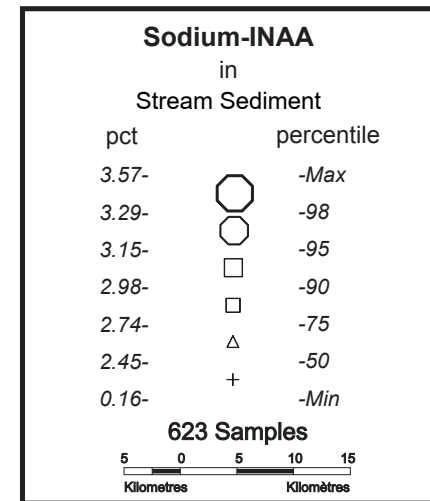 Sodium-INAA
in
Stream Sediment
pct percentile
3.57- -Max
3.29- -98
3.15- -95
2.98- -90
2.74- -75
2.45- -50
0.16- -Min
623 Samples
5 0 5 10 15
Kilometres Kilomètres